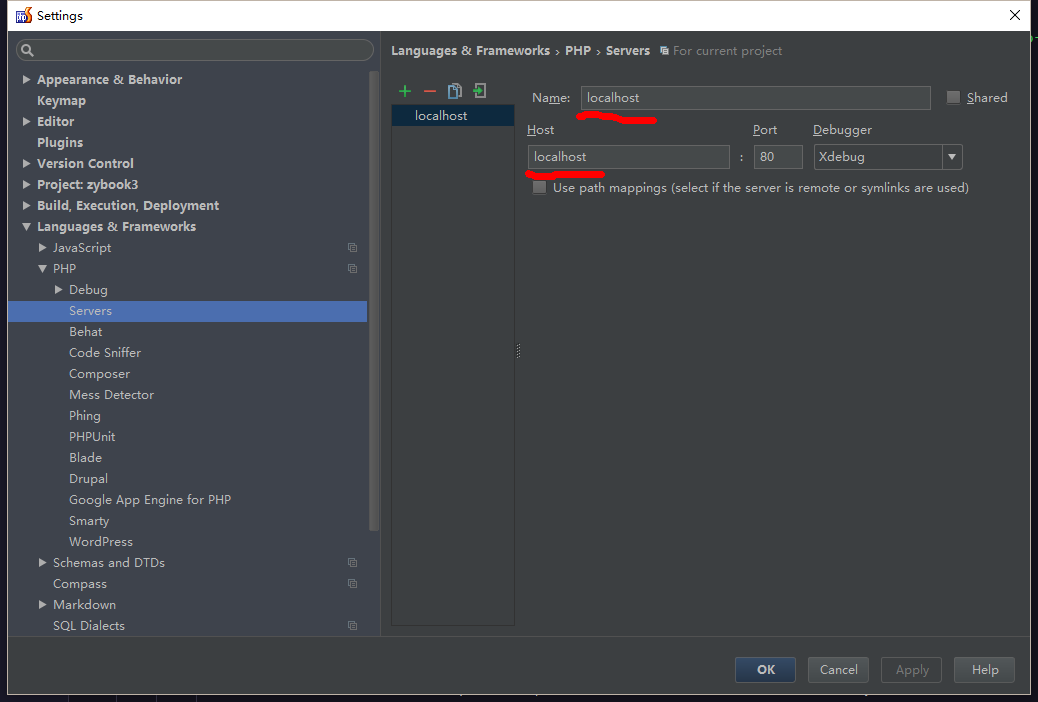 Settings
Languages & Frameworks › PHP › Servers For current project
Appearance & Behavior
Keymap
Editor
Plugins
Version Control
Project: zybook3
Build, Execution, Deployment
Languages & Frameworks
JavaScript
PHP
Debug
Servers
Behat
Code Sniffer
Composer
Mess Detector
Phing
PHPUnit
Blade
Drupal
Google App Engine for PHP
Smarty
WordPress
Schemas and DTDs
Compass
Markdown
SQL Dialects
localhost
Name: localhost Shared
Host Port Debugger
localhost : 80 Xdebug
Use path mappings (select if the server is remote or symlinks are used)
OK Cancel Apply Help